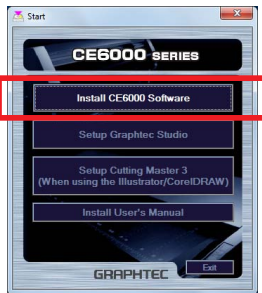 Start
CE6000 SERIES
Install CE6000 Software
Setup Graphtec Studio
Setup Cutting Master 3
(When using the Illustrator/CorelDRAW)
Install User's Manual
GRAPHTEC
Exit